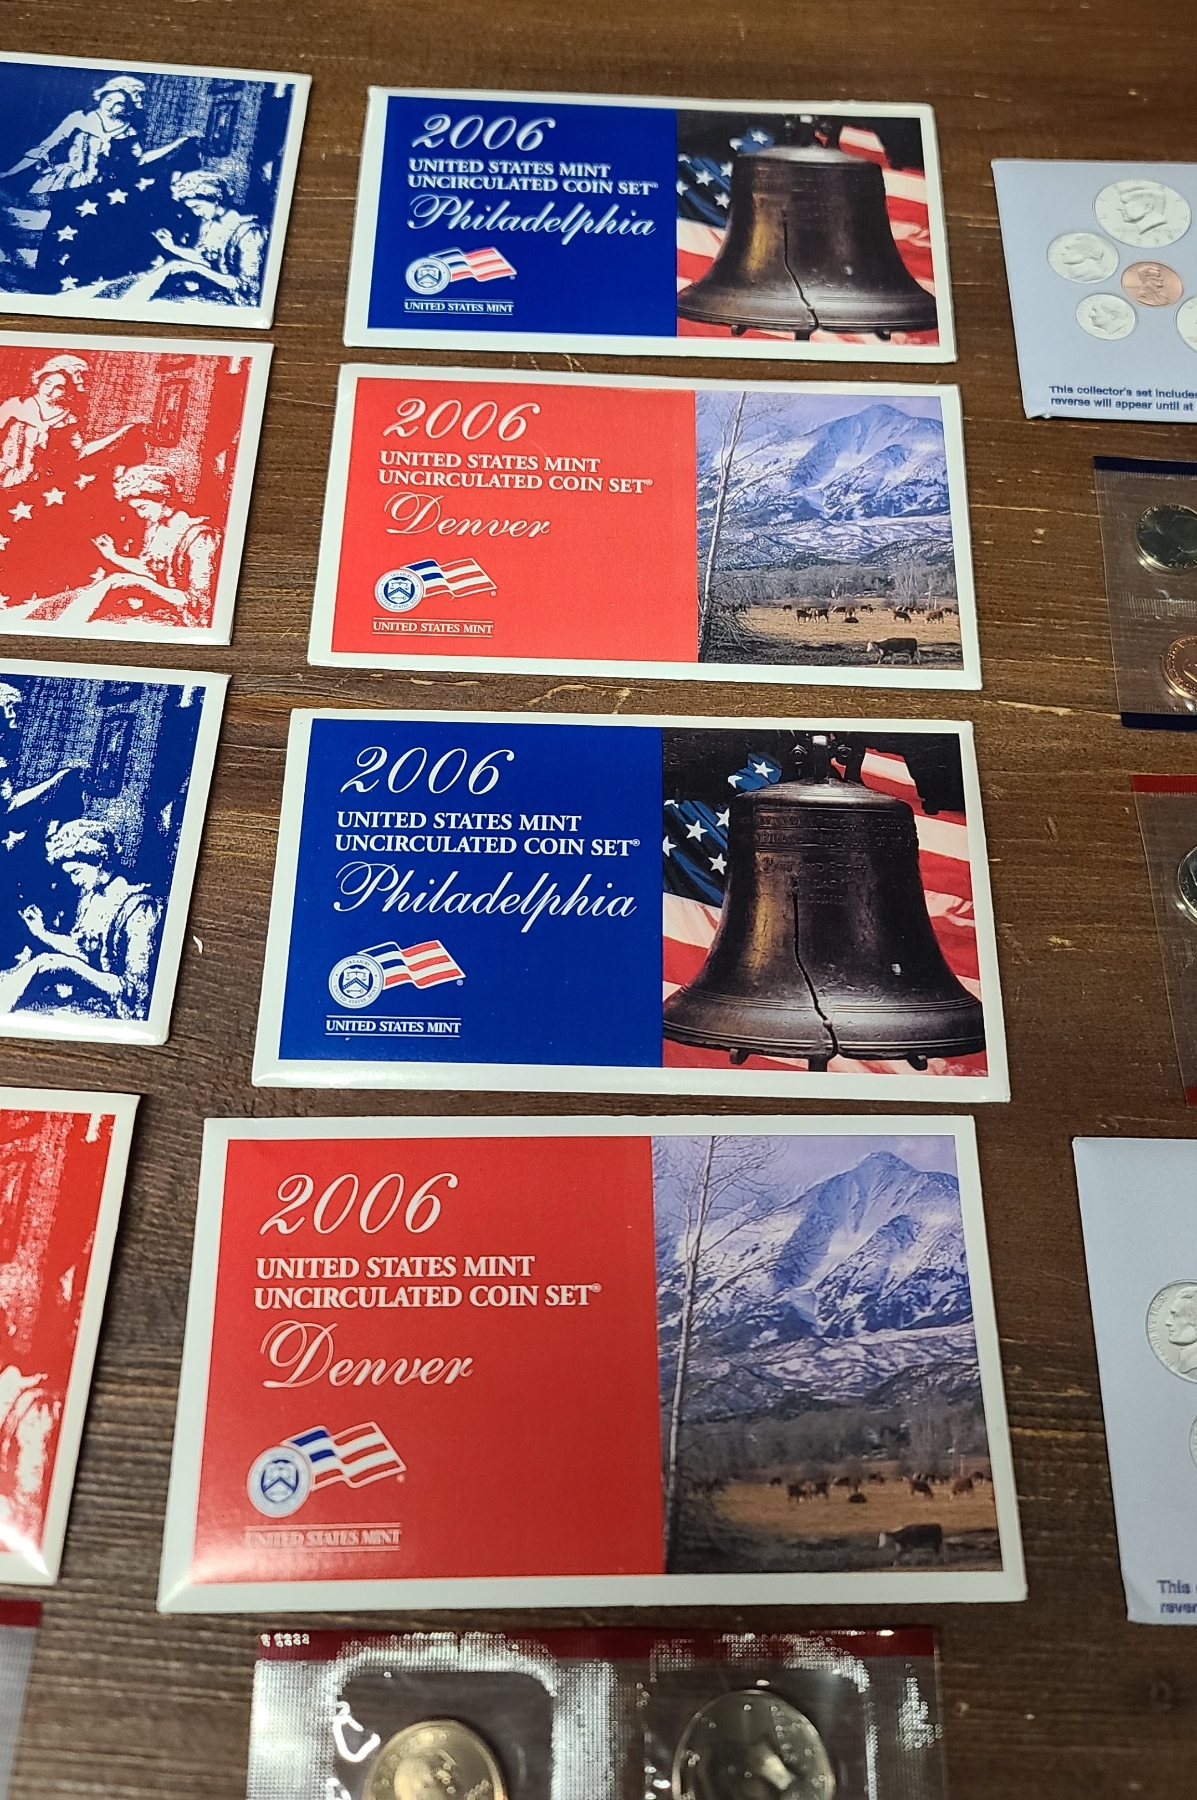 2006
UNITED STATES MINT
UNCIRCULATED COIN SET®
Philadelphia
UNITED STATES MINT
This collector's set includes
reverse will appear until at
2006
UNITED STATES MINT
UNCIRCULATED COIN SET®
Denver
UNITED STATES MINT
2006
UNITED STATES MINT
UNCIRCULATED COIN SET®
Philadelphia
UNITED STATES MINT
2006
UNITED STATES MINT
UNCIRCULATED COIN SET®
Denver
UNITED STATES MINT
This